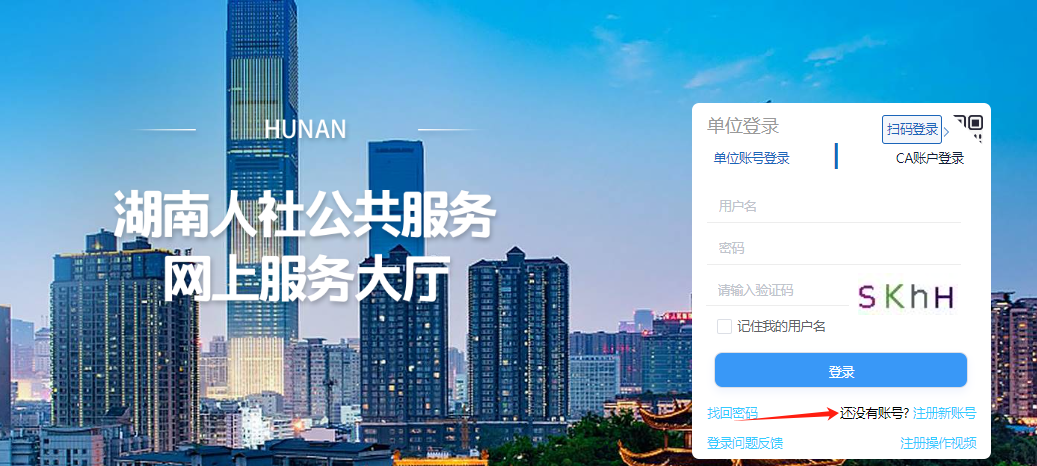 HUNAN
湖南人社公共服务
网上服务大厅
单位登录
扫码登录
单位账号登录
CA账户登录
用户名
密码
请输入验证码
SKhH
记住我的用户名
登录
找回密码
还没有账号? 注册新账号
登录问题反馈
注册操作视频